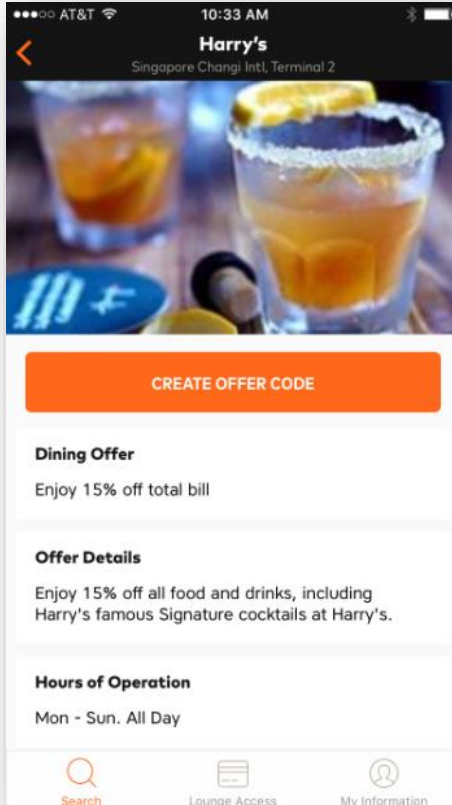 AT&T
10:33 AM
Harry's
Singapore Changi Intl, Terminal 2
CREATE OFFER CODE
Dining Offer
Enjoy 15% off total bill
Offer Details
Enjoy 15% off all food and drinks, including
Harry's famous Signature cocktails at Harry's.
Hours of Operation
Mon - Sun. All Day
Search
Lounge Access
My Information